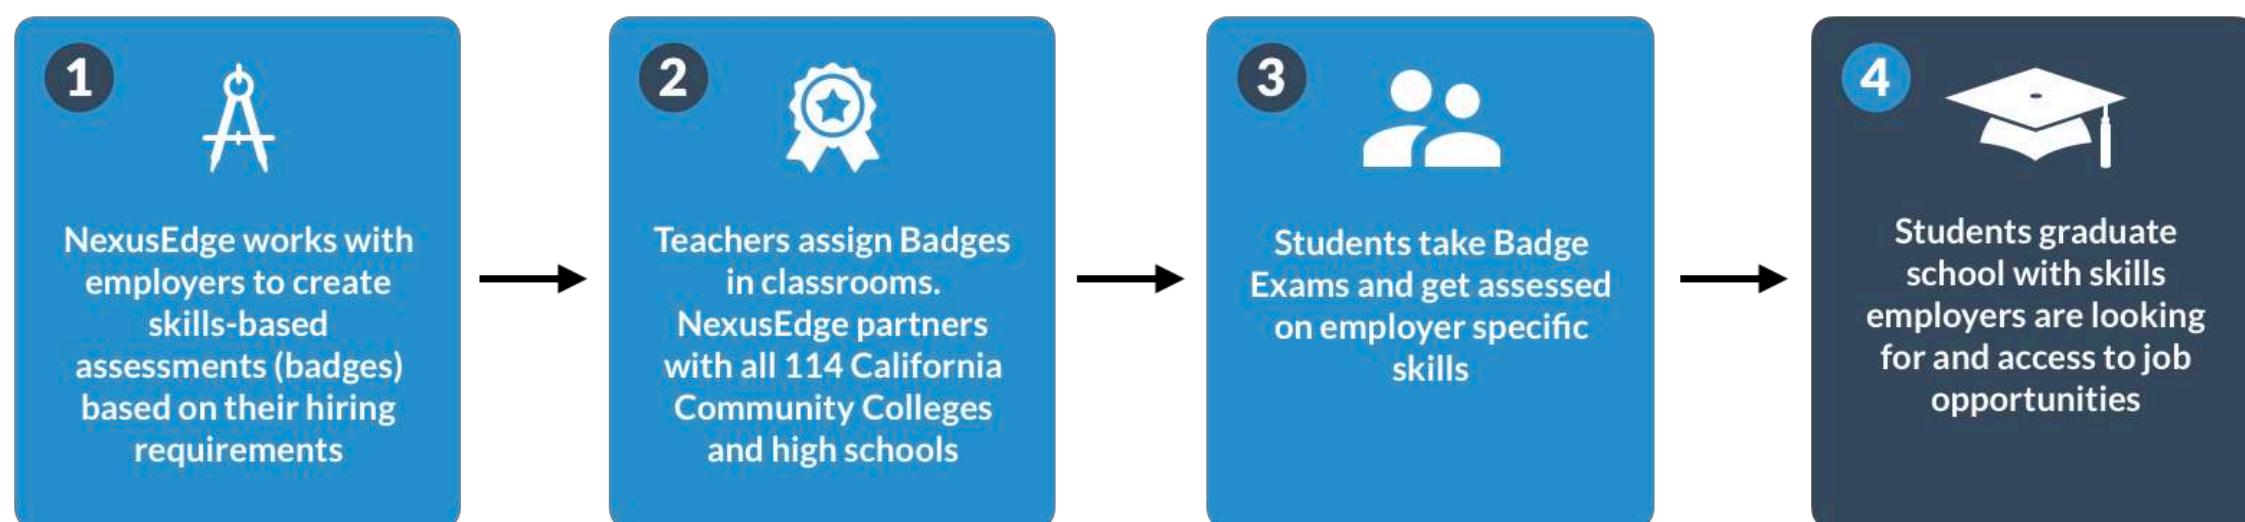 1
NexusEdge works with
employers to create
skills-based
assessments (badges)
based on their hiring
requirements
2
Teachers assign Badges
in classrooms.
NexusEdge partners
with all 114 California
Community Colleges
and high schools
3
Students take Badge
Exams and get assessed
on employer specific
skills
4
Students graduate
school with skills
employers are looking
for and access to job
opportunities